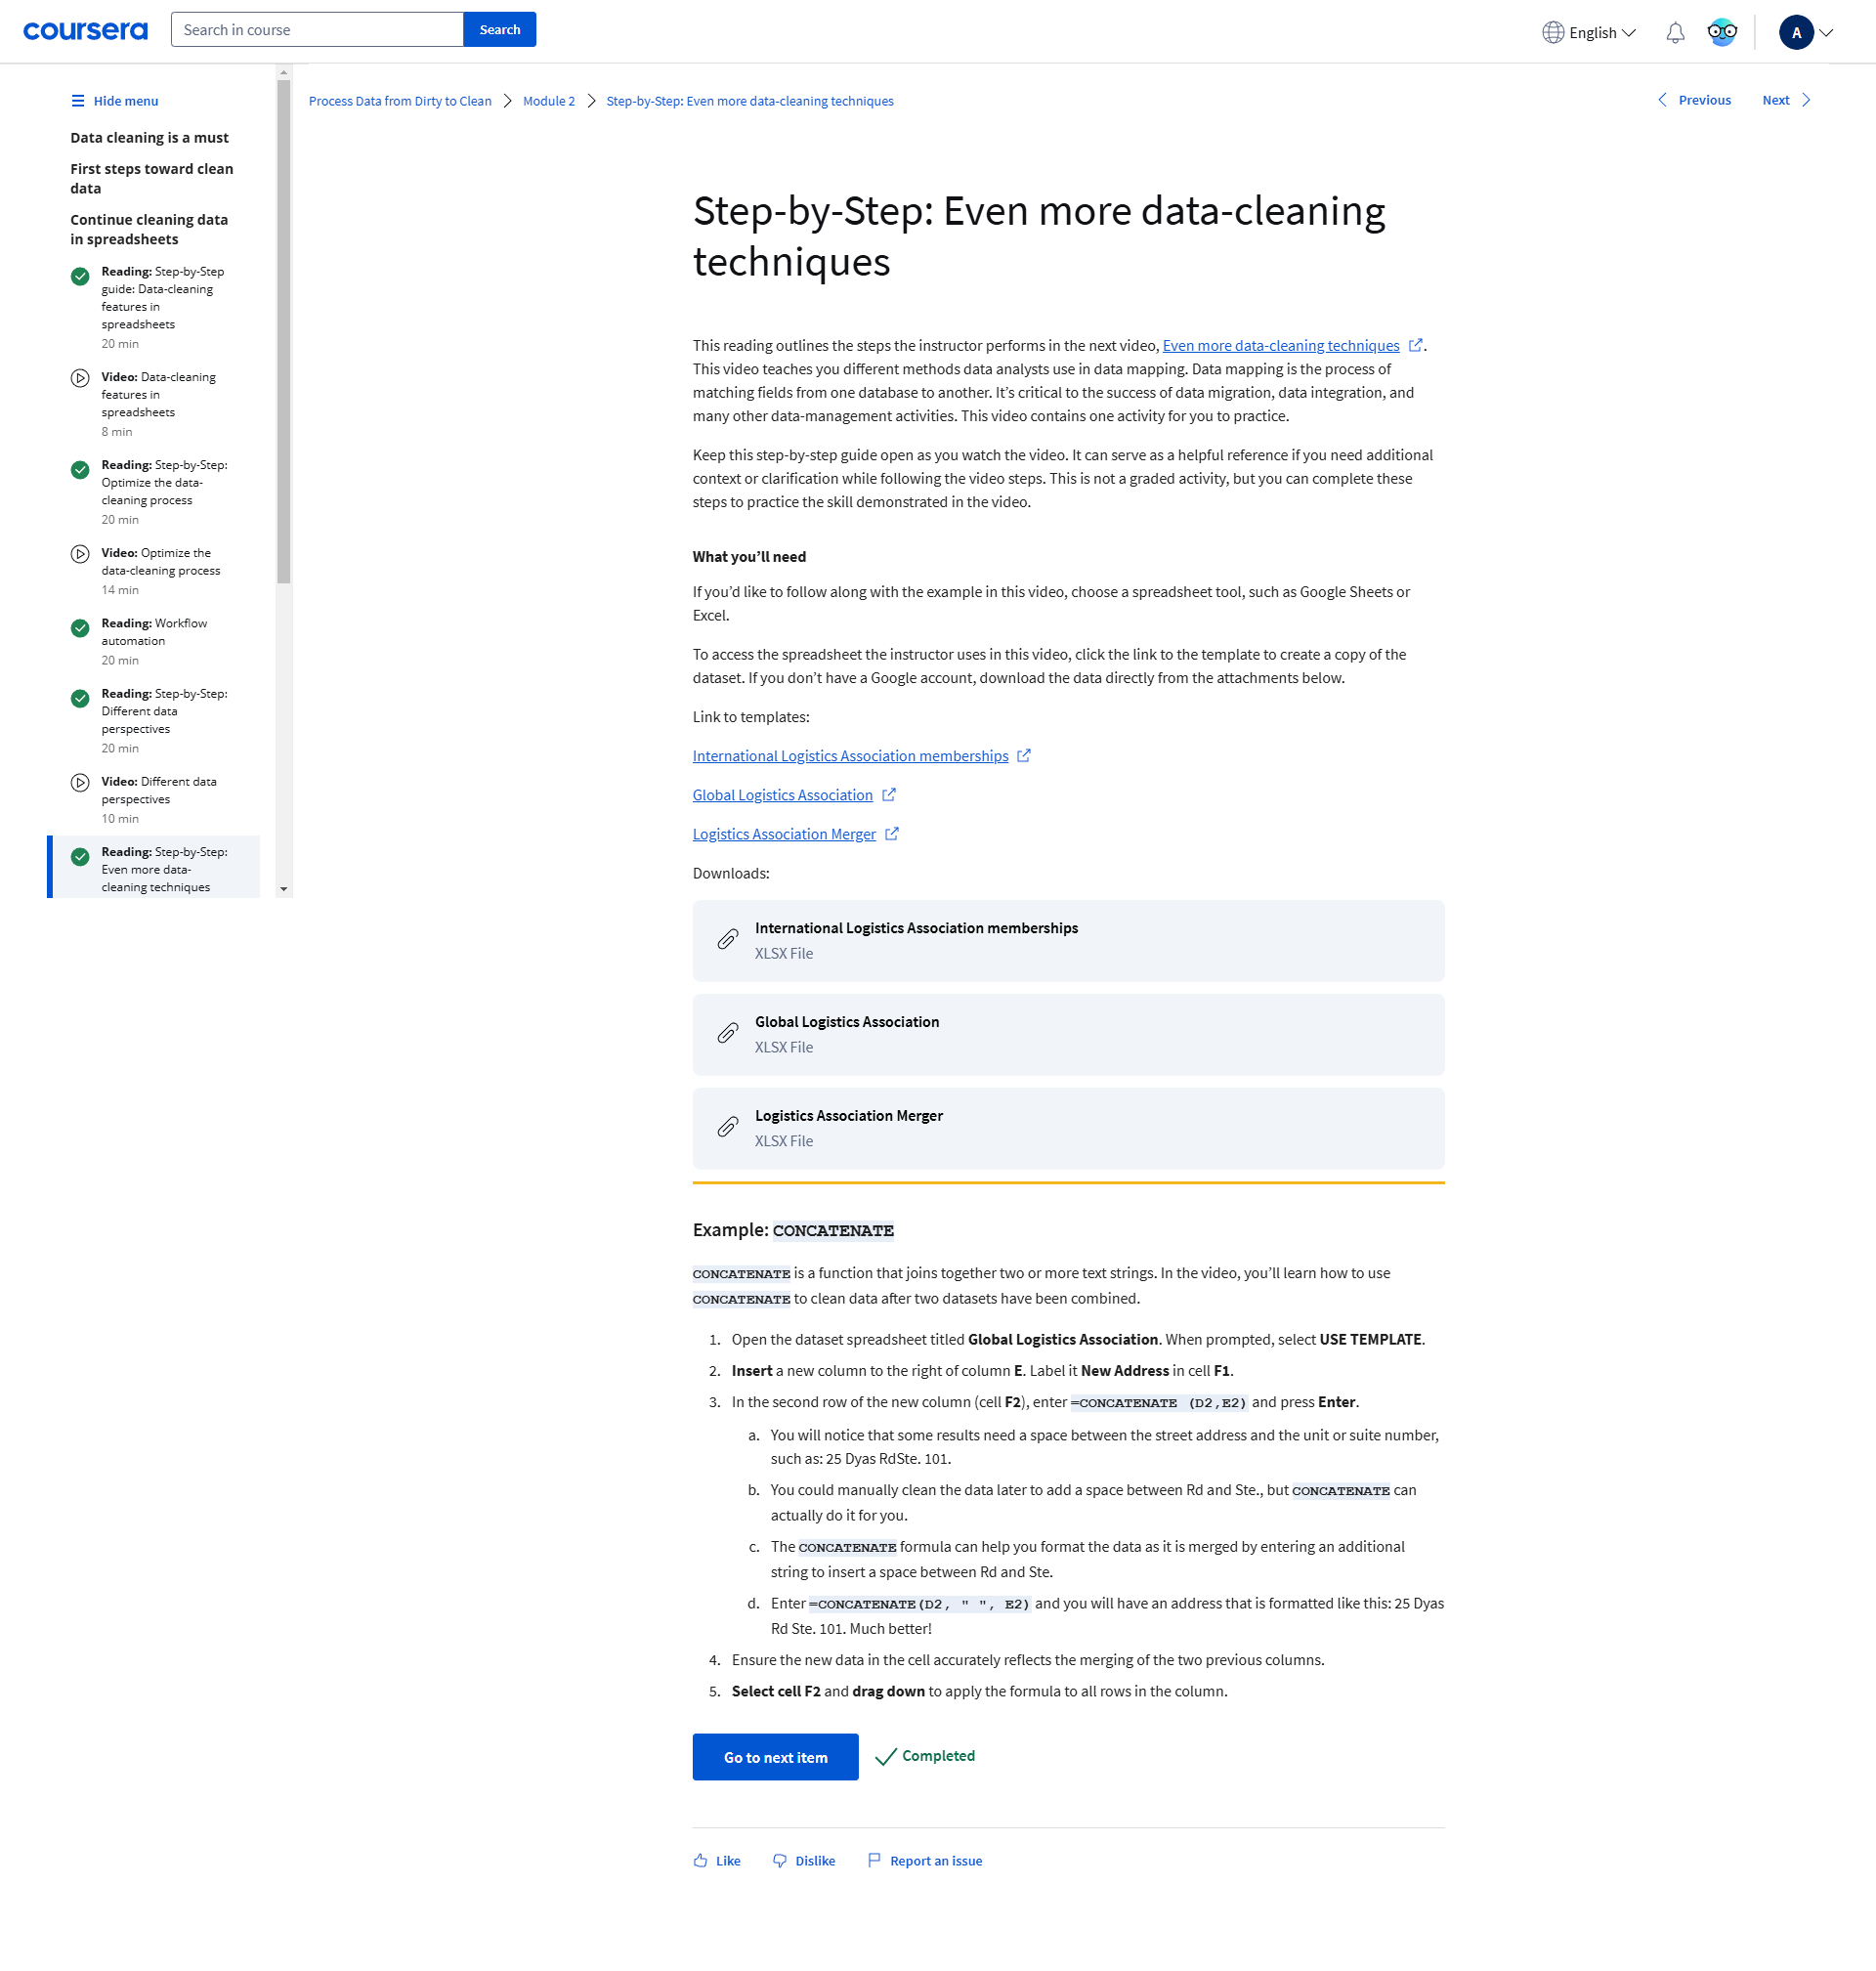 coursera
Search in course
Search
English
A
Hide menu
Data cleaning is a must
First steps toward clean
data
Continue cleaning data
in spreadsheets
Reading: Step-by-Step
guide: Data-cleaning
features in
spreadsheets
20 min
Video: Data-cleaning
features in
spreadsheets
8 min
Reading: Step-by-Step:
Optimize the data-
cleaning process
20 min
Video: Optimize the
data-cleaning process
14 min
Reading: Workflow
automation
20 min
Reading: Step-by-Step:
Different data
perspectives
20 min
Video: Different data
perspectives
10 min
Reading: Step-by-Step:
Even more data-
cleaning techniques
Process Data from Dirty to Clean
Module 2
Step-by-Step: Even more data-cleaning techniques
Previous
Next
Step-by-Step: Even more data-cleaning
techniques
This reading outlines the steps the instructor performs in the next video, Even more data-cleaning techniques.
This video teaches you different methods data analysts use in data mapping. Data mapping is the process of
matching fields from one database to another. It’s critical to the success of data migration, data integration, and
many other data-management activities. This video contains one activity for you to practice.
Keep this step-by-step guide open as you watch the video. It can serve as a helpful reference if you need additional
context or clarification while following the video steps. This is not a graded activity, but you can complete these
steps to practice the skill demonstrated in the video.
What you’ll need
If you’d like to follow along with the example in this video, choose a spreadsheet tool, such as Google Sheets or
Excel.
To access the spreadsheet the instructor uses in this video, click the link to the template to create a copy of the
dataset. If you don’t have a Google account, download the data directly from the attachments below.
Link to templates:
International Logistics Association memberships
Global Logistics Association
Logistics Association Merger
Downloads:
International Logistics Association memberships
XLSX File
Global Logistics Association
XLSX File
Logistics Association Merger
XLSX File
Example: CONCATENATE
CONCATENATE is a function that joins together two or more text strings. In the video, you’ll learn how to use
CONCATENATE to clean data after two datasets have been combined.
1. Open the dataset spreadsheet titled Global Logistics Association. When prompted, select USE TEMPLATE.
2. Insert a new column to the right of column E. Label it New Address in cell F1.
3. In the second row of the new column (cell F2), enter =CONCATENATE (D2,E2) and press Enter.
a. You will notice that some results need a space between the street address and the unit or suite number,
such as: 25 Dyas RdSte. 101.
b. You could manually clean the data later to add a space between Rd and Ste., but CONCATENATE can
actually do it for you.
c. The CONCATENATE formula can help you format the data as it is merged by entering an additional
string to insert a space between Rd and Ste.
d. Enter =CONCATENATE(D2, " ", E2) and you will have an address that is formatted like this: 25 Dyas
Rd Ste. 101. Much better!
4. Ensure the new data in the cell accurately reflects the merging of the two previous columns.
5. Select cell F2 and drag down to apply the formula to all rows in the column.
Go to next item
Completed
Like
Dislike
Report an issue